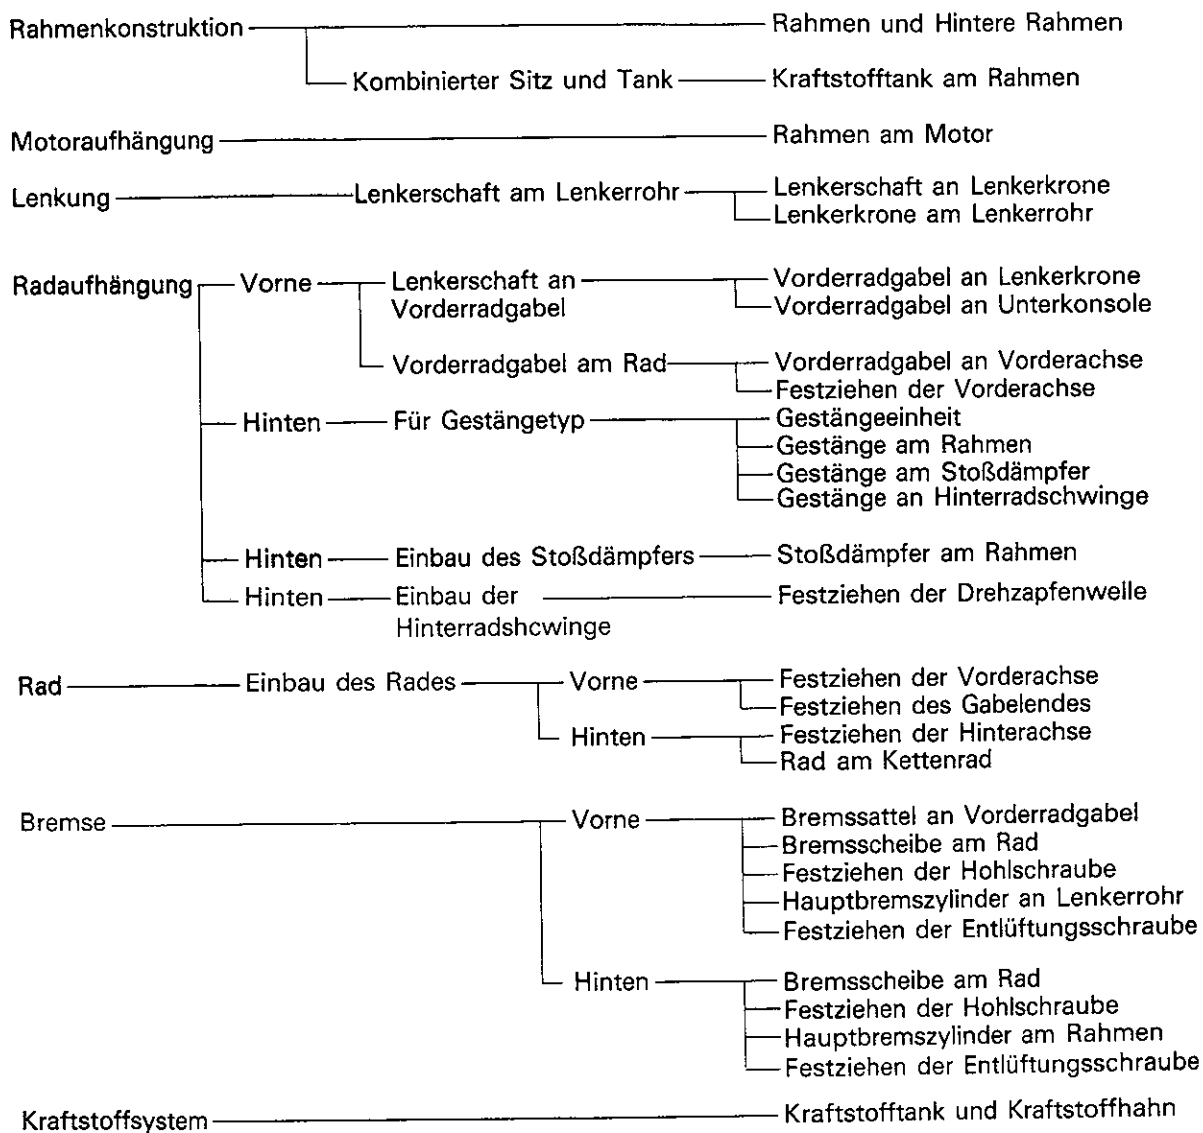 Rahmenkonstruktion Rahmen und Hintere Rahmen
Kombinierter Sitz und Tank Kraftstofftank am Rahmen
Motoraufhängung Rahmen am Motor
Lenkung Lenkerschaft am Lenkerrohr Lenkerschaft an Lenkerkrone
Lenkerkrone am Lenkerrohr
Radaufhängung Vorne Lenkerschaft an Vorderradgabel an Lenkerkrone
Vorderradgabel Vorderradgabel an Unterkonsole
Vorderradgabel am Rad Vorderradgabel an Vorderachse
Festziehen der Vorderachse
Hinten Für Gestängetyp Gestängeeinheit
Gestänge am Rahmen
Gestänge am Stoßdämpfer
Gestänge an Hinterradschwinge
Hinten Einbau des Stoßdämpfers Stoßdämpfer am Rahmen
Hinten Einbau der Festziehen der Drehzapfenwelle
Hinterradshcwinge
Rad Einbau des Rades Vorne Festziehen der Vorderachse
Festziehen des Gabelendes
Hinten Festziehen der Hinterachse
Rad am Kettenrad
Bremse Vorne Bremssattel an Vorderradgabel
Bremsscheibe am Rad
Festziehen der Hohlschraube
Hauptbremszylinder an Lenkerrohr
Festziehen der Entlüftungsschraube
Hinten Bremsscheibe am Rad
Festziehen der Hohlschraube
Hauptbremszylinder am Rahmen
Festziehen der Entlüftungsschraube
Kraftstoffsystem Kraftstofftank und Kraftstoffhahn